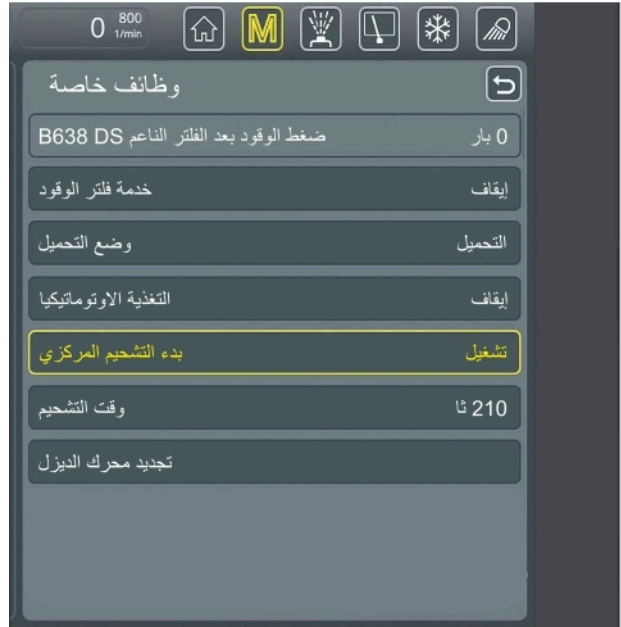 0 800
1/min
M
وظائف خاصة
ضغط الوقود بعد الفلتر الناعم B638 DS 0 بار
خدمة فلتر الوقود إيقاف
وضع التحميل التحميل
التغذية الاوتوماتيكيا إيقاف
بدء التشحيم المركزي تشغيل
وقت التشحيم 210 ثا
تجديد محرك الديزل